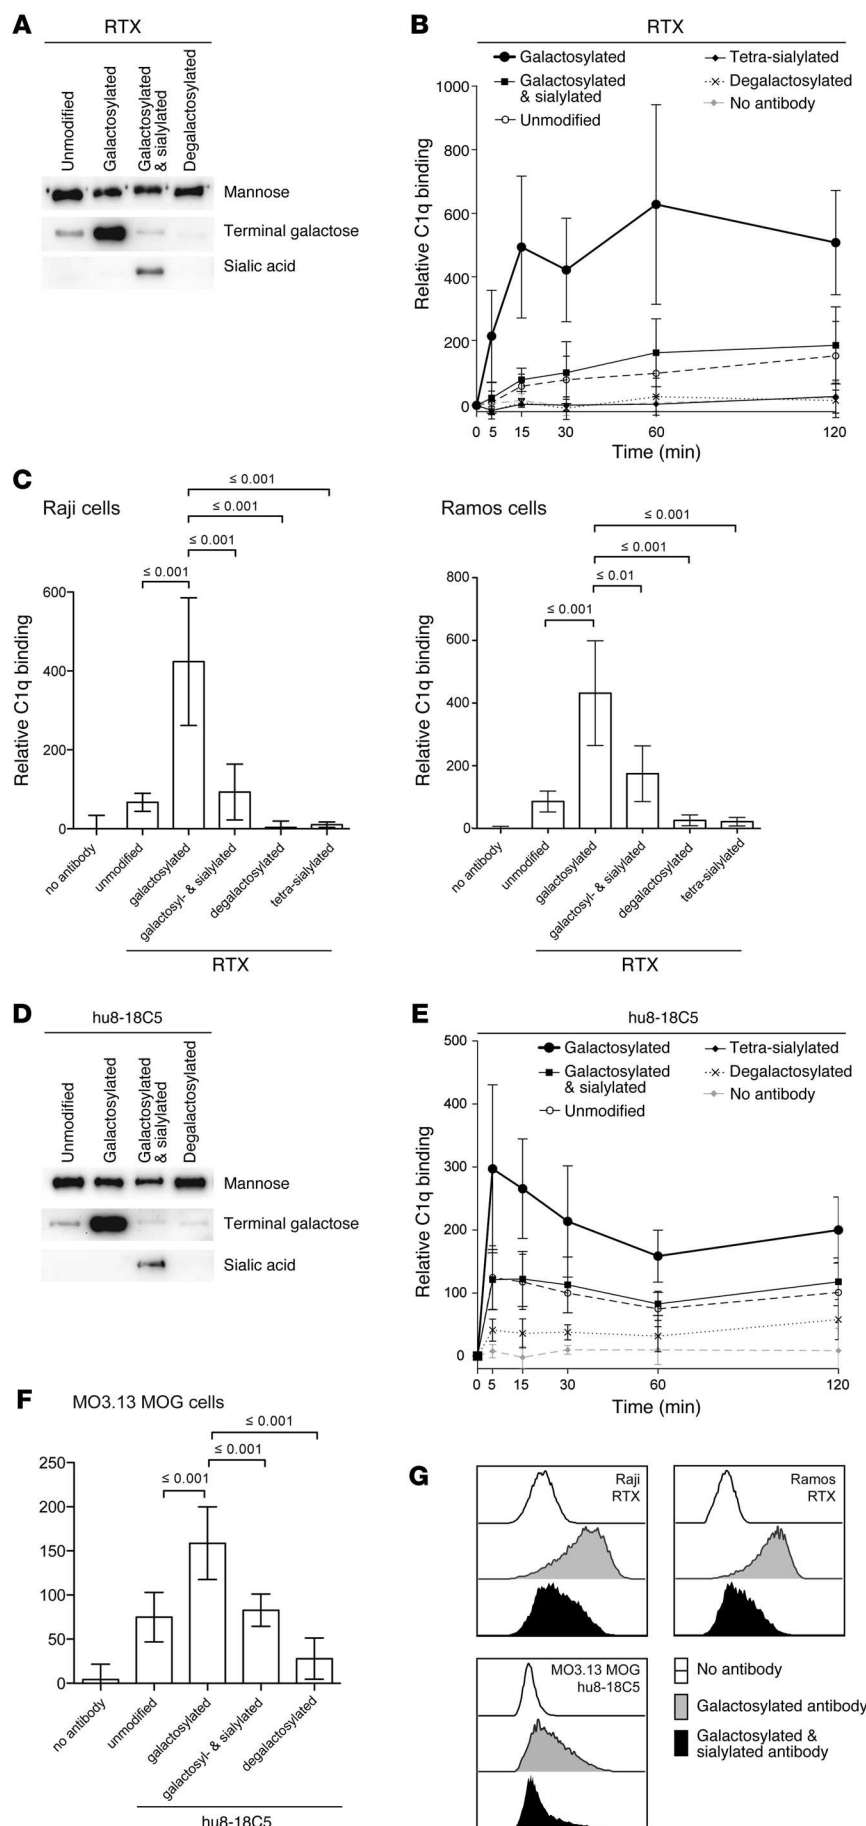 A
RTX
Unmodified
Galactosylated
Galactosylated
& sialylated
Degalactosylated
Mannose
Terminal galactose
Sialic acid
B
RTX
Galactosylated
Galactosylated
& sialylated
Unmodified
Tetra-sialylated
Degalactosylated
No antibody
Relative C1q binding
1000
800
600
400
200
0
0 5 15 30 60 120
Time (min)
C
Raji cells
≤ 0.001
≤ 0.001
≤ 0.001
≤ 0.001
Relative C1q binding
600
400
200
0
no antibody
unmodified
galactosylated
galactosyl- & sialylated
degalactosylated
tetra-sialylated
RTX
Ramos cells
≤ 0.001
≤ 0.001
≤ 0.01
≤ 0.001
Relative C1q binding
800
600
400
200
0
no antibody
unmodified
galactosylated
galactosyl- & sialylated
degalactosylated
tetra-sialylated
RTX
D
hu8-18C5
Unmodified
Galactosylated
Galactosylated
& sialylated
Degalactosylated
Mannose
Terminal galactose
Sialic acid
E
hu8-18C5
Galactosylated
Galactosylated
& sialylated
Unmodified
Tetra-sialylated
Degalactosylated
No antibody
Relative C1q binding
500
400
300
200
100
0
0 5 15 30 60 120
Time (min)
F
MO3.13 MOG cells
≤ 0.001
≤ 0.001
≤ 0.001
250
200
150
100
50
0
no antibody
unmodified
galactosylated
galactosyl- & sialylated
degalactosylated
hu8-18C5
G
Raji
RTX
Ramos
RTX
MO3.13 MOG
hu8-18C5
No antibody
Galactosylated antibody
Galactosylated &
sialylated antibody